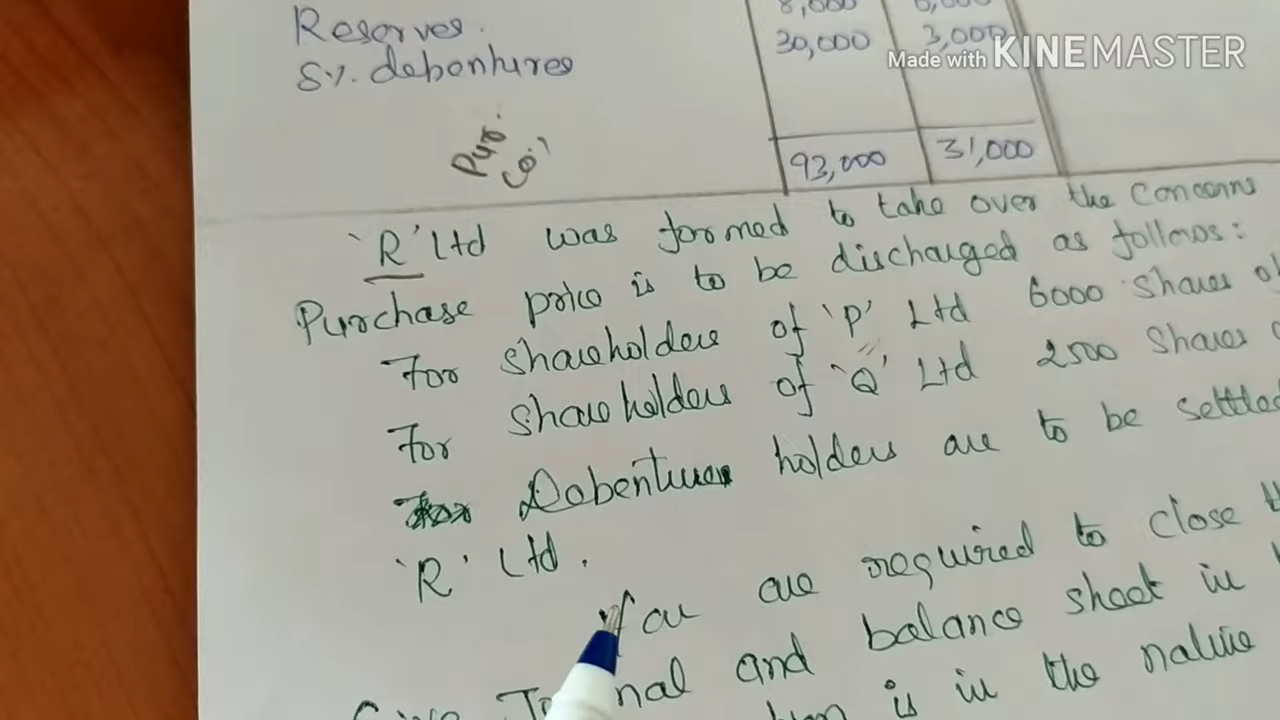 Reserves. 8,000
5%. debentures 30,000 3,000
Made with KINEMASTER
Pur.
Co!
93,000 31,000
'R' Ltd was formed to take over the concerns
Purchase price is to be discharged as follows:
For shareholders of 'P' Ltd 6000 shares of
For shareholders of 'Q' Ltd 2500 shares
Debenture holders are to be settled
'R' Ltd.
You are required to close
and balance sheet in
is in the nature